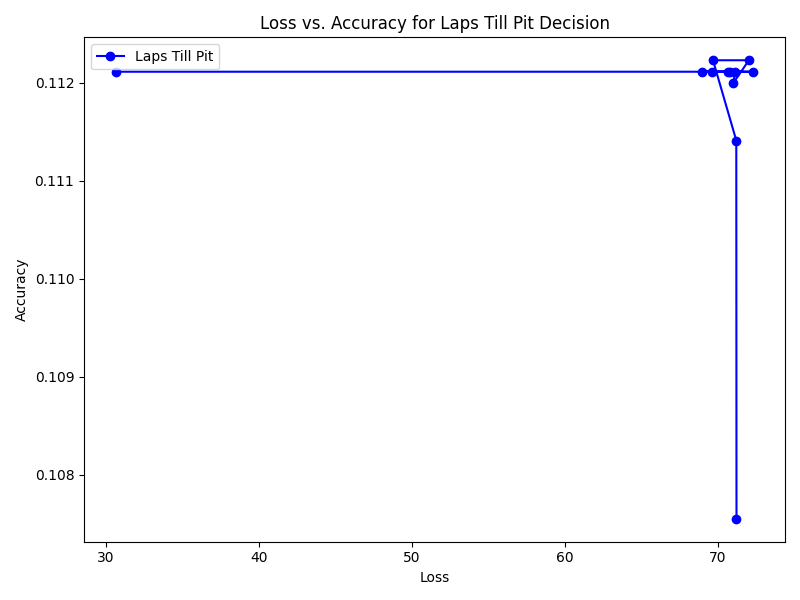 Loss vs. Accuracy for Laps Till Pit Decision
Laps Till Pit
0.112
0.111
0.110
0.109
0.108
Accuracy
30 40 50 60 70
Loss